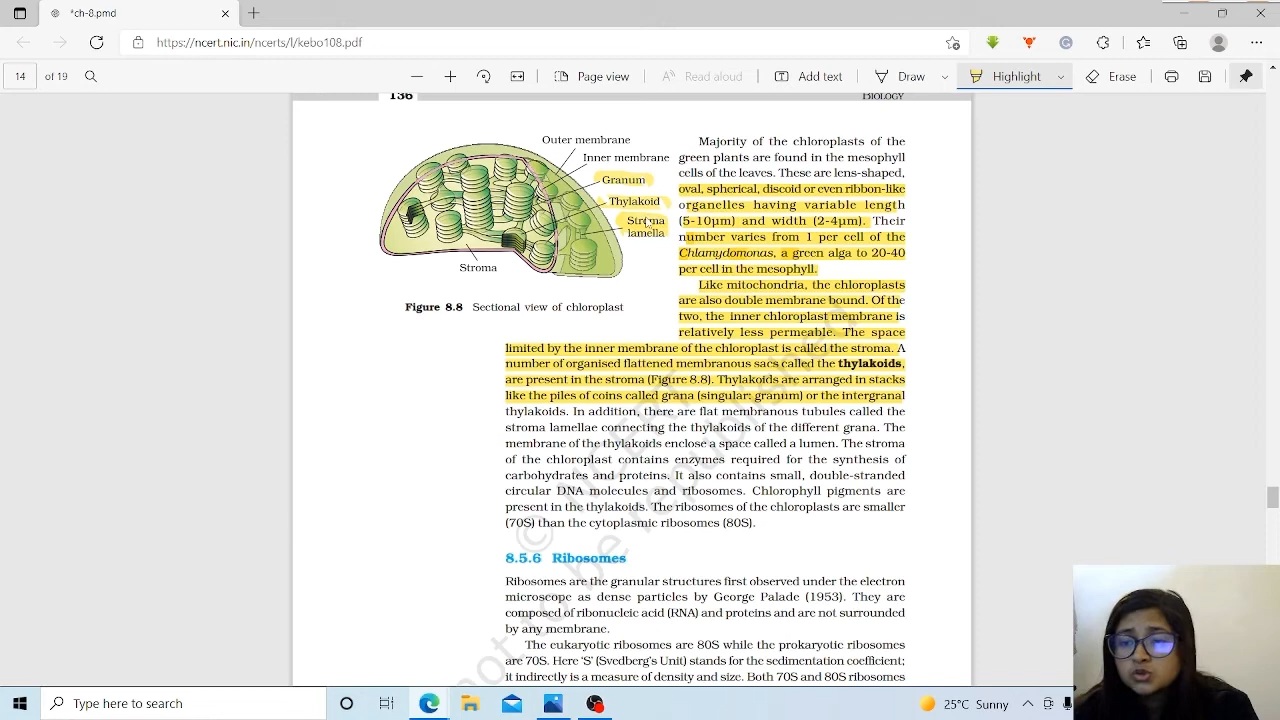 *ch-8.pmd
https://ncert.nic.in/ncerts/l/kebo108.pdf
14 of 19
Page view
Read aloud
Add text
Draw
Highlight
Erase
136
BIOLOGY
Outer membrane
Inner membrane
Granum
Thylakoid
Stroma
lamella
Stroma
Figure 8.8 Sectional view of chloroplast
Majority of the chloroplasts of the
green plants are found in the mesophyll
cells of the leaves. These are lens-shaped,
oval, spherical, discoid or even ribbon-like
organelles having variable length
(5-10µm) and width (2-4µm). Their
number varies from 1 per cell of the
Chlamydomonas, a green alga to 20-40
per cell in the mesophyll.
Like mitochondria, the chloroplasts
are also double membrane bound. Of the
two, the inner chloroplast membrane is
relatively less permeable. The space
limited by the inner membrane of the chloroplast is called the stroma. A
number of organised flattened membranous sacs called the thylakoids,
are present in the stroma (Figure 8.8). Thylakoids are arranged in stacks
like the piles of coins called grana (singular: granum) or the intergranal
thylakoids. In addition, there are flat membranous tubules called the
stroma lamellae connecting the thylakoids of the different grana. The
membrane of the thylakoids enclose a space called a lumen. The stroma
of the chloroplast contains enzymes required for the synthesis of
carbohydrates and proteins. It also contains small, double-stranded
circular DNA molecules and ribosomes. Chlorophyll pigments are
present in the thylakoids. The ribosomes of the chloroplasts are smaller
(70S) than the cytoplasmic ribosomes (80S).
8.5.6 Ribosomes
Ribosomes are the granular structures first observed under the electron
microscope as dense particles by George Palade (1953). They are
composed of ribonucleic acid (RNA) and proteins and are not surrounded
by any membrane.
The eukaryotic ribosomes are 80S while the prokaryotic ribosomes
are 70S. Here 'S' (Svedberg's Unit) stands for the sedimentation coefficient;
it indirectly is a measure of density and size. Both 70S and 80S ribosomes
Type here to search
25°C Sunny